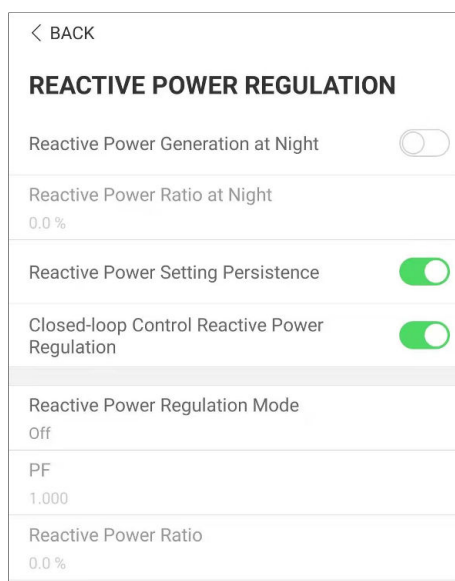 < BACK
REACTIVE POWER REGULATION
Reactive Power Generation at Night
Reactive Power Ratio at Night
0.0 %
Reactive Power Setting Persistence
Closed-loop Control Reactive Power
Regulation
Reactive Power Regulation Mode
Off
PF
1.000
Reactive Power Ratio
0.0 %